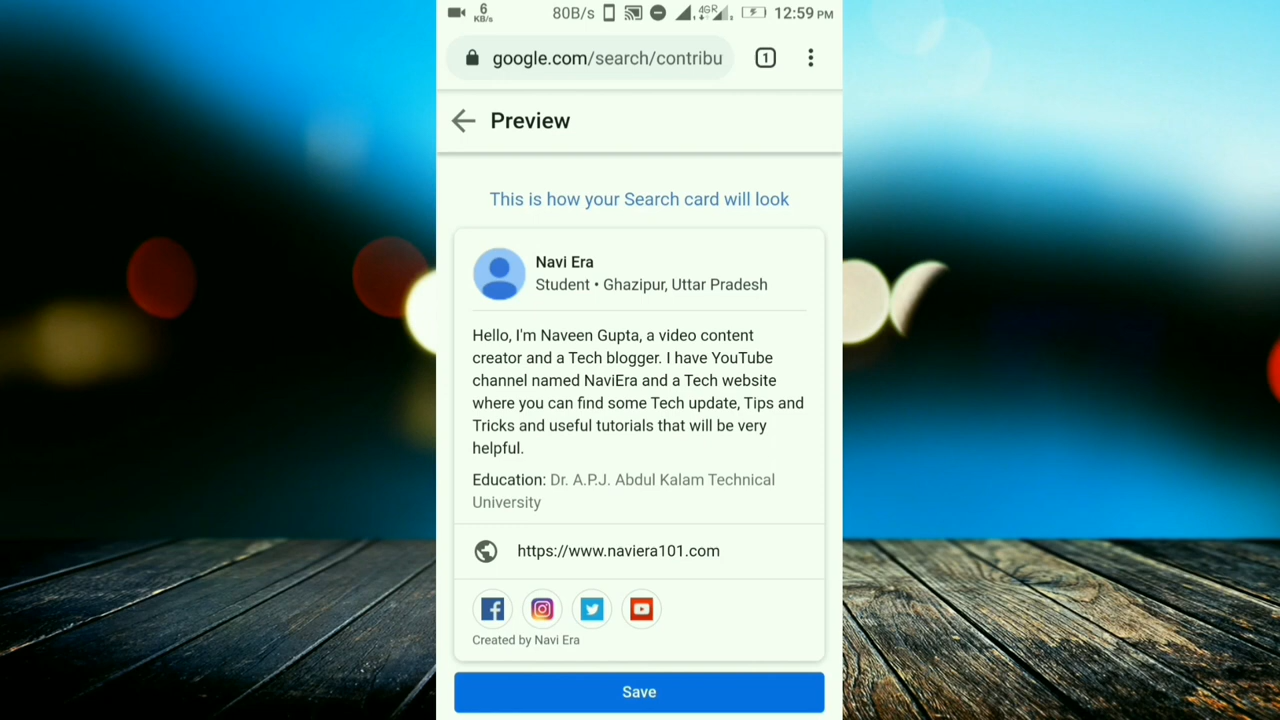 6
KB/s
80B/s
4GR
12:59 PM
google.com/search/contribu
1
Preview
This is how your Search card will look
Navi Era
Student • Ghazipur, Uttar Pradesh
Hello, I'm Naveen Gupta, a video content
creator and a Tech blogger. I have YouTube
channel named NaviEra and a Tech website
where you can find some Tech update, Tips and
Tricks and useful tutorials that will be very
helpful.
Education: Dr. A.P.J. Abdul Kalam Technical
University
https://www.naviera101.com
Created by Navi Era
Save